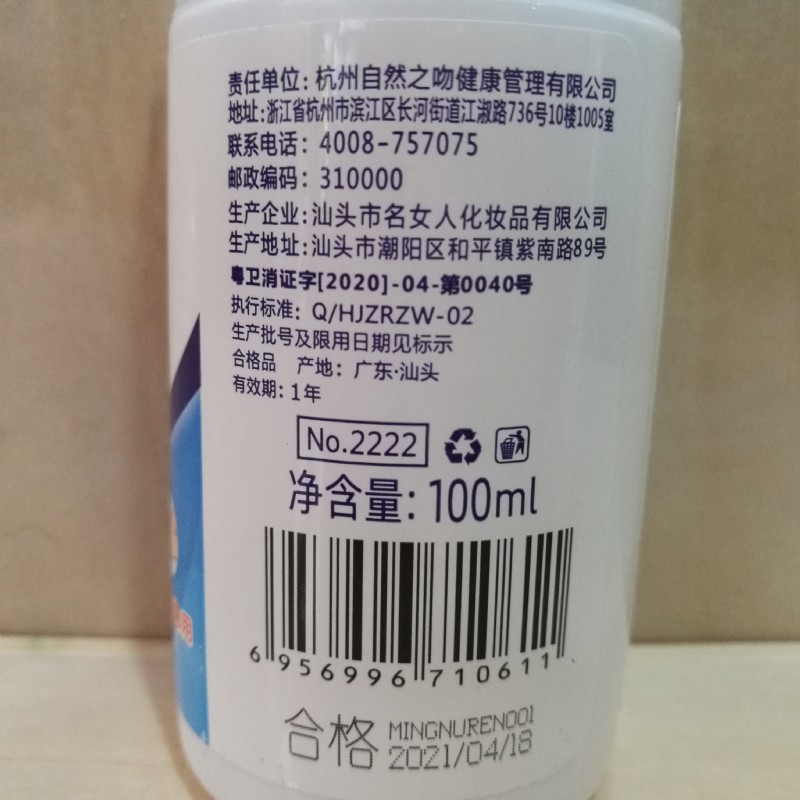 责任单位: 杭州自然之吻健康管理有限公司
地址:浙江省杭州市滨江区长河街道江淑路736号10楼1005室
联系电话: 4008-757075
邮政编码: 310000
生产企业:汕头市名女人化妆品有限公司
生产地址:汕头市潮阳区和平镇紫南路89号
粤卫消证字[2020]-04-第0040号
执行标准: Q/HJZRZW-02
生产批号及限用日期见标示
合格品 产地: 广东·汕头
有效期: 1年
No.2222
净含量: 100ml
6 956996 710611
合格 MINGNUREN001
2021/04/18